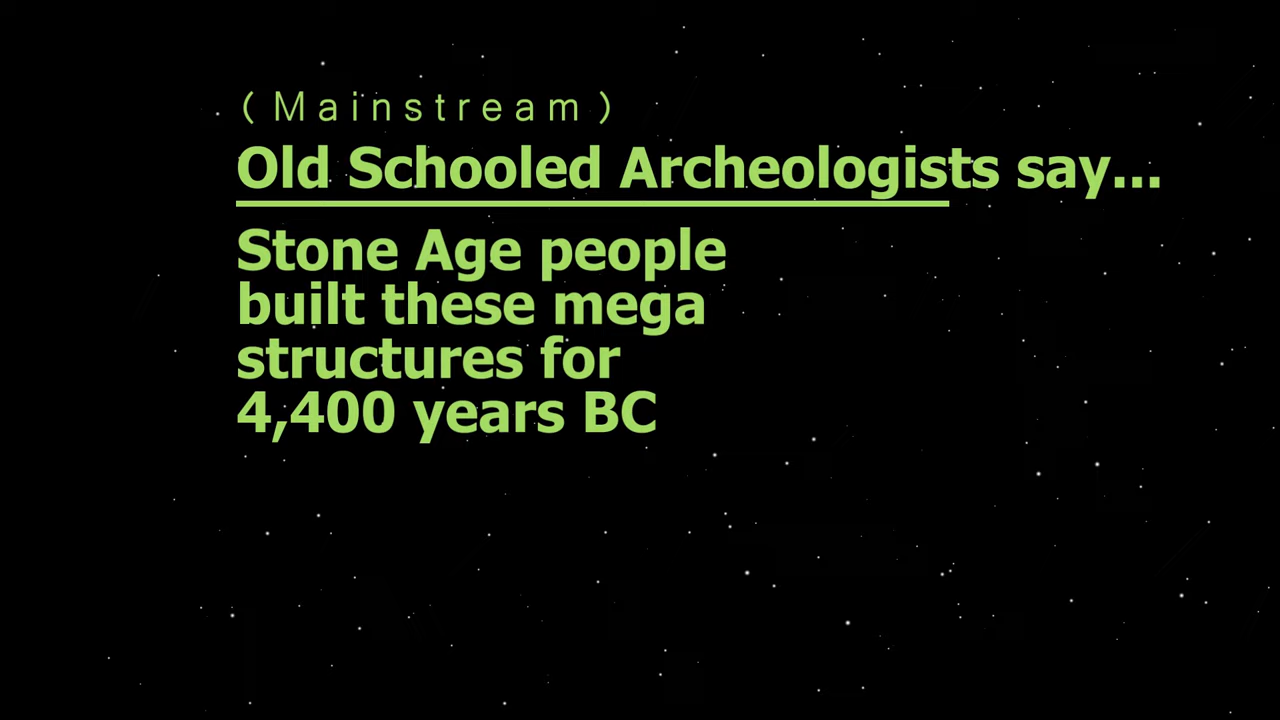 (Mainstream)
Old Schooled Archeologists say...
Stone Age people
built these mega
structures for
4,400 years BC